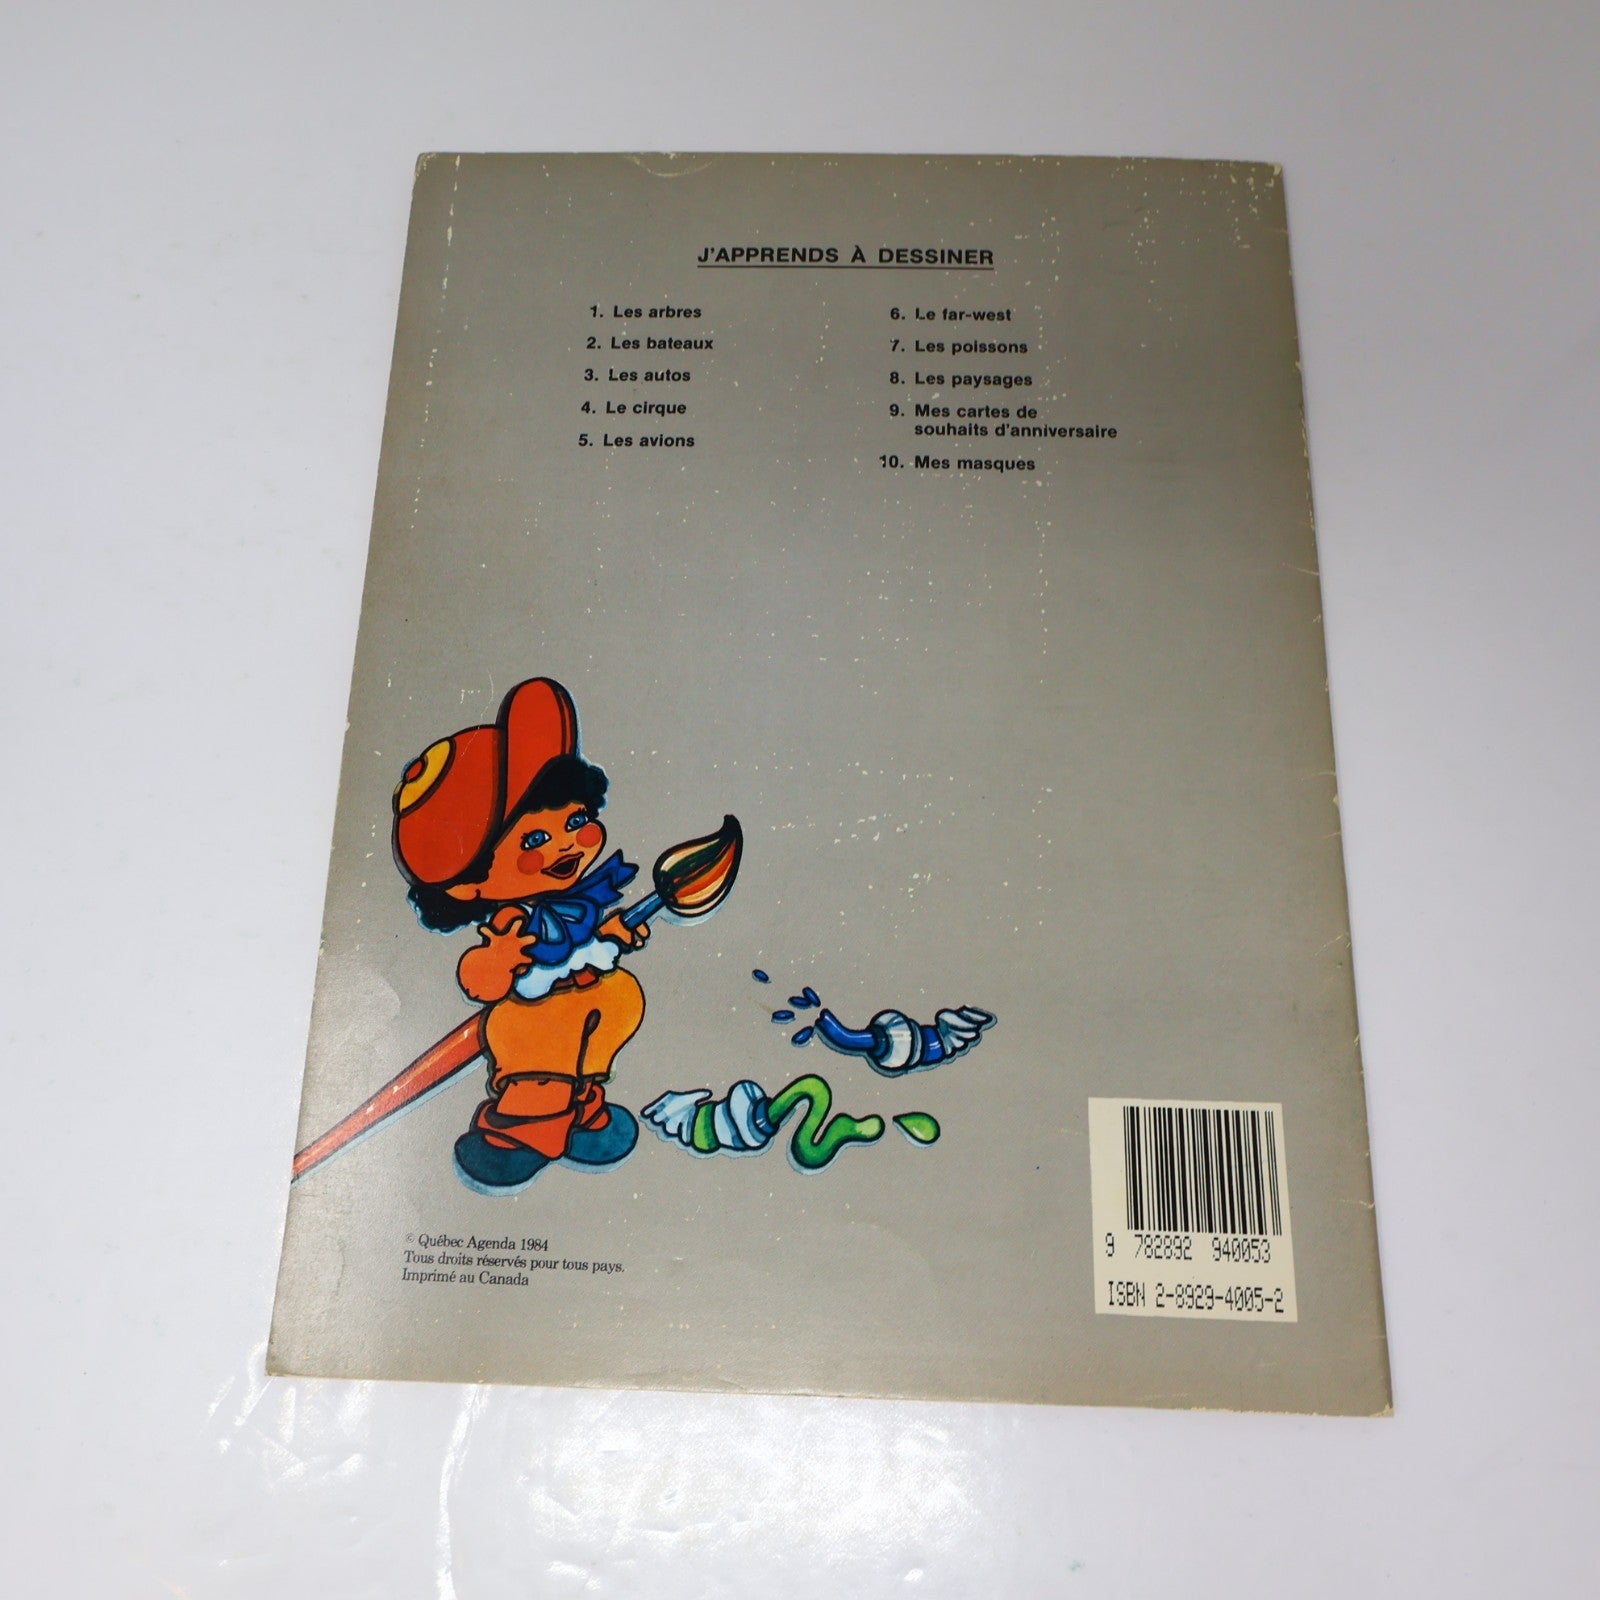 J'APPRENDS À DESSINER
1. Les arbres
2. Les bateaux
3. Les autos
4. Le cirque
5. Les avions
6. Le far-west
7. Les poissons
8. Les paysages
9. Mes cartes de
souhaits d'anniversaire
10. Mes masques
© Québec Agenda 1984
Tous droits réservés pour tous pays.
Imprimé au Canada
9 782892 940053
ISBN 2-8929-4005-2